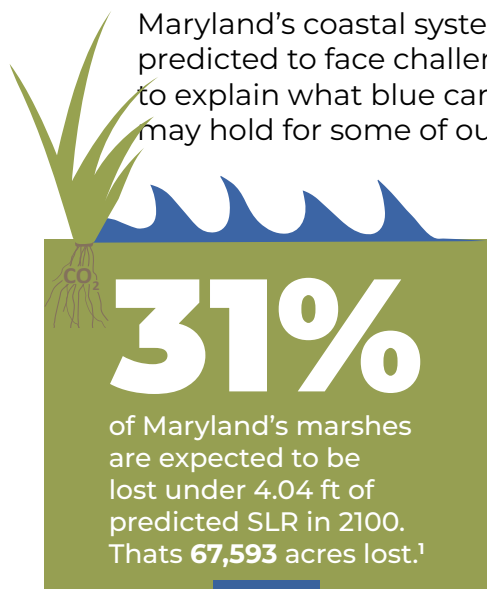 Maryland's coastal syste
predicted to face challen
to explain what blue car
may hold for some of ou
CO₂
31%
of Maryland's marshes
are expected to be
lost under 4.04 ft of
predicted SLR in 2100.
Thats 67,593 acres lost.¹